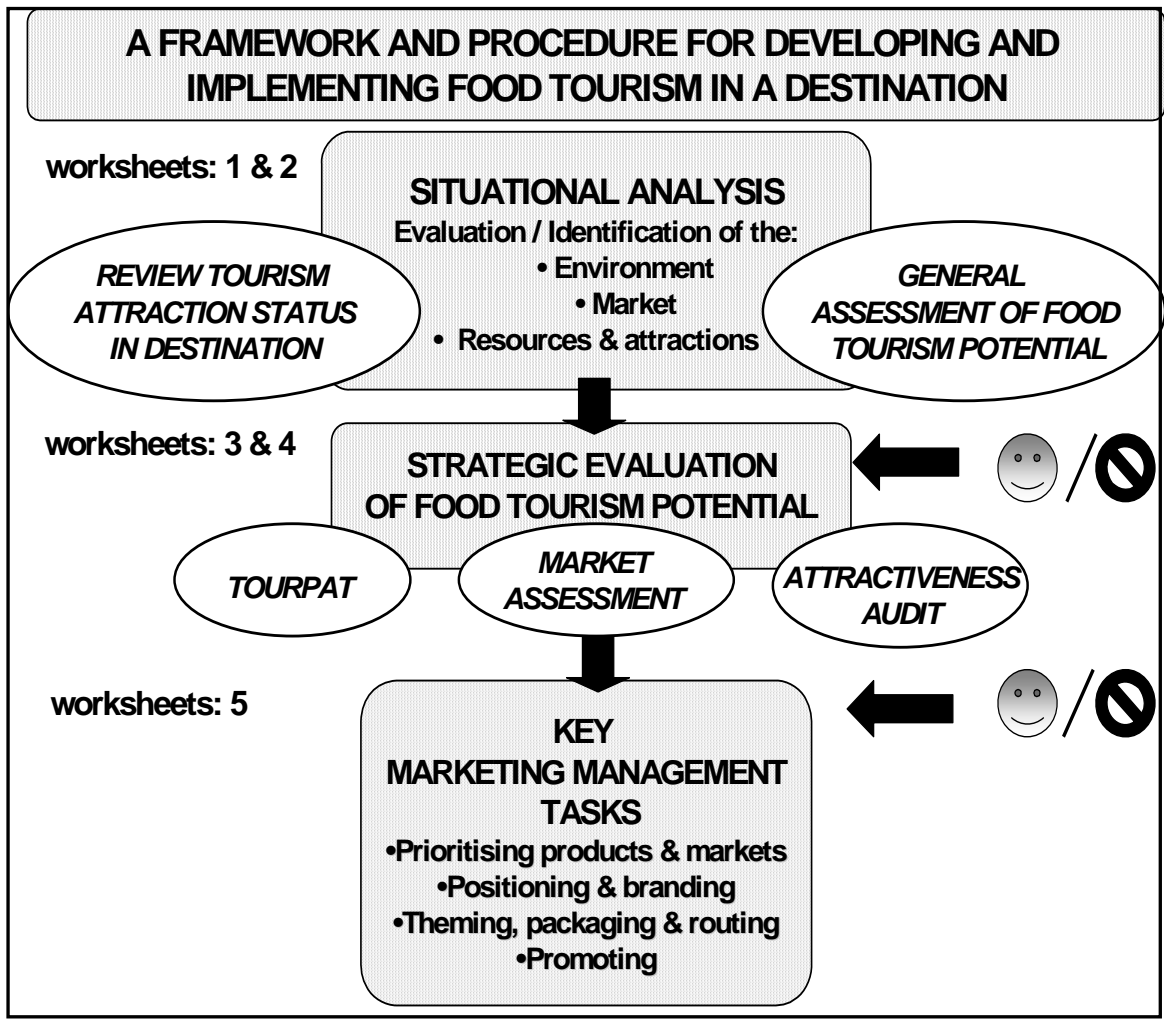 A FRAMEWORK AND PROCEDURE FOR DEVELOPING AND
IMPLEMENTING FOOD TOURISM IN A DESTINATION
worksheets: 1 & 2
SITUATIONAL ANALYSIS
Evaluation / Identification of the:
• Environment
• Market
• Resources & attractions
REVIEW TOURISM
ATTRACTION STATUS
IN DESTINATION
GENERAL
ASSESSMENT OF FOOD
TOURISM POTENTIAL
worksheets: 3 & 4
STRATEGIC EVALUATION
OF FOOD TOURISM POTENTIAL
/
TOURPAT
MARKET
ASSESSMENT
ATTRACTIVENESS
AUDIT
worksheets: 5
/
KEY
MARKETING MANAGEMENT
TASKS
•Prioritising products & markets
•Positioning & branding
•Theming, packaging & routing
•Promoting